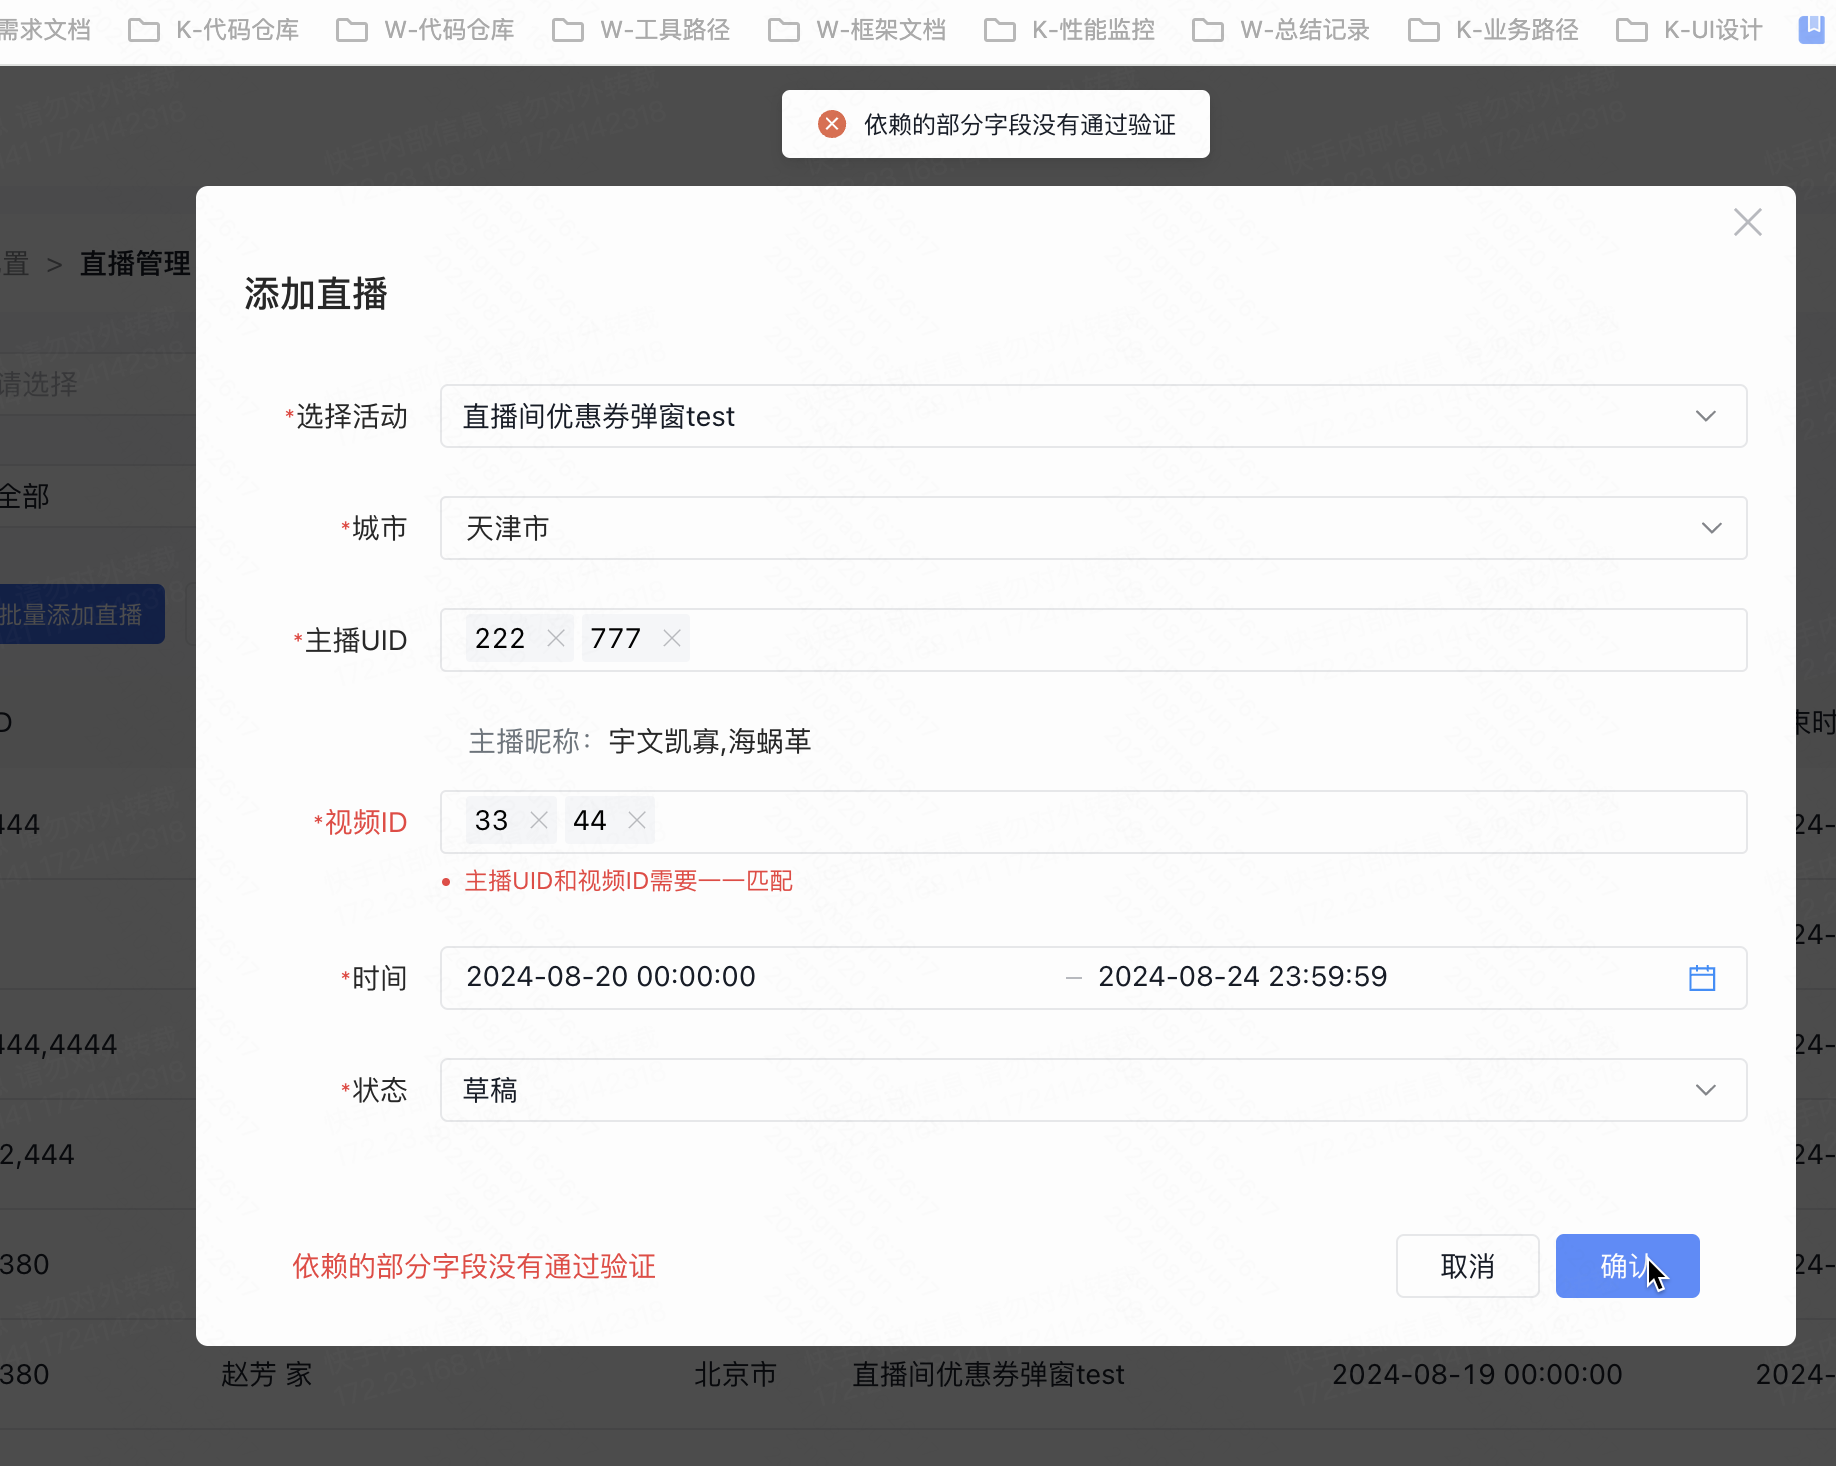 需求文档 K-代码仓库 W-代码仓库 W-工具路径 W-框架文档 K-性能监控 W-总结记录 K-业务路径 K-UI设计
依赖的部分字段没有通过验证
置 > 直播管理
添加直播
请选择
*选择活动 直播间优惠券弹窗test
全部
*城市 天津市
批量添加直播
*主播UID 222 777
D
束时
主播昵称：宇文凯寡,海蜗革
444 *视频ID 33 44 24-
主播UID和视频ID需要一一匹配
24-
*时间 2024-08-20 00:00:00 – 2024-08-24 23:59:59
444,4444 24-
*状态 草稿
2,444 24-
380 依赖的部分字段没有通过验证 取消 确认 24-
380 赵芳 家 北京市 直播间优惠券弹窗test 2024-08-19 00:00:00 2024-